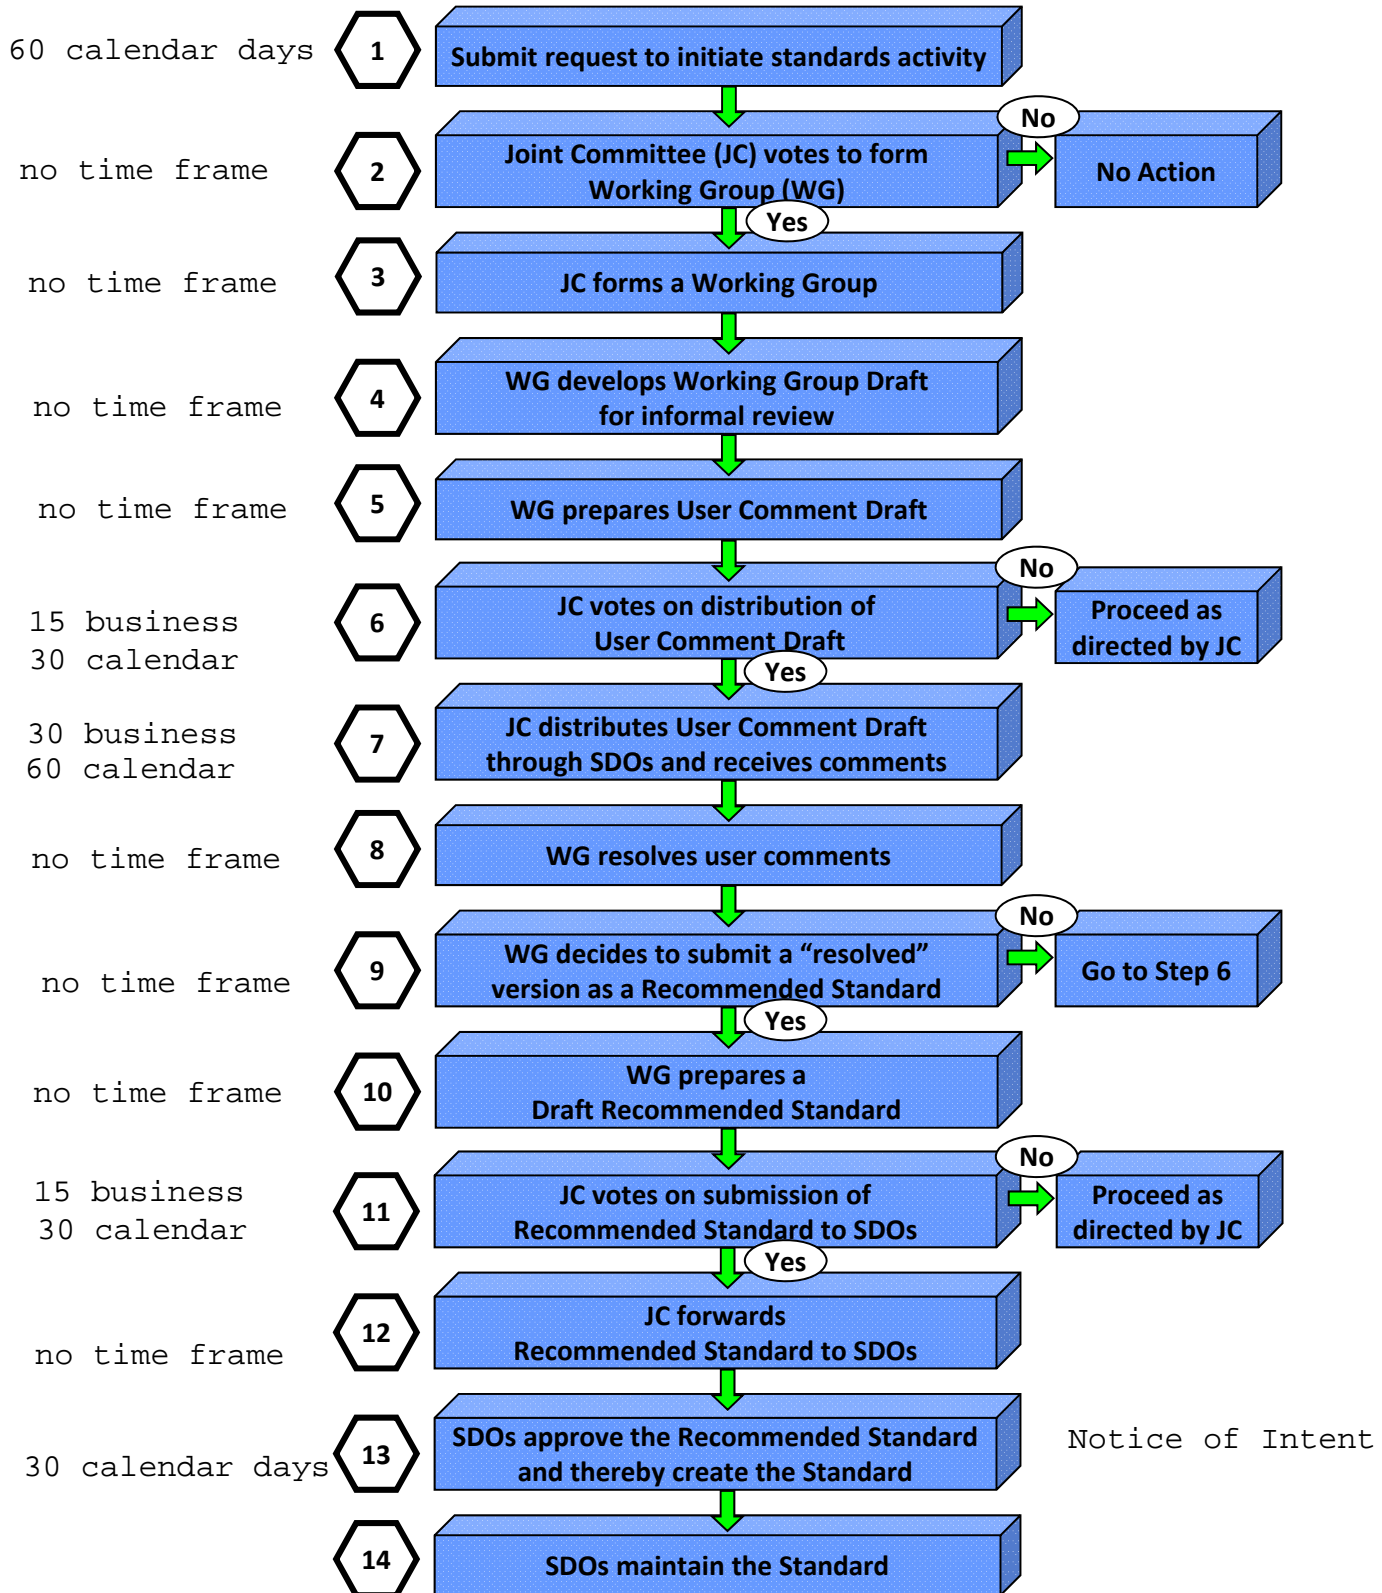 60 calendar days
1
Submit request to initiate standards activity
no time frame
2
Joint Committee (JC) votes to form
Working Group (WG)
No
No Action
Yes
no time frame
3
JC forms a Working Group
no time frame
4
WG develops Working Group Draft
for informal review
no time frame
5
WG prepares User Comment Draft
15 business
30 calendar
6
JC votes on distribution of
User Comment Draft
No
Proceed as
directed by JC
Yes
30 business
60 calendar
7
JC distributes User Comment Draft
through SDOs and receives comments
no time frame
8
WG resolves user comments
no time frame
9
WG decides to submit a “resolved”
version as a Recommended Standard
No
Go to Step 6
Yes
no time frame
10
WG prepares a
Draft Recommended Standard
15 business
30 calendar
11
JC votes on submission of
Recommended Standard to SDOs
No
Proceed as
directed by JC
Yes
no time frame
12
JC forwards
Recommended Standard to SDOs
30 calendar days
13
SDOs approve the Recommended Standard
and thereby create the Standard
Notice of Intent
14
SDOs maintain the Standard